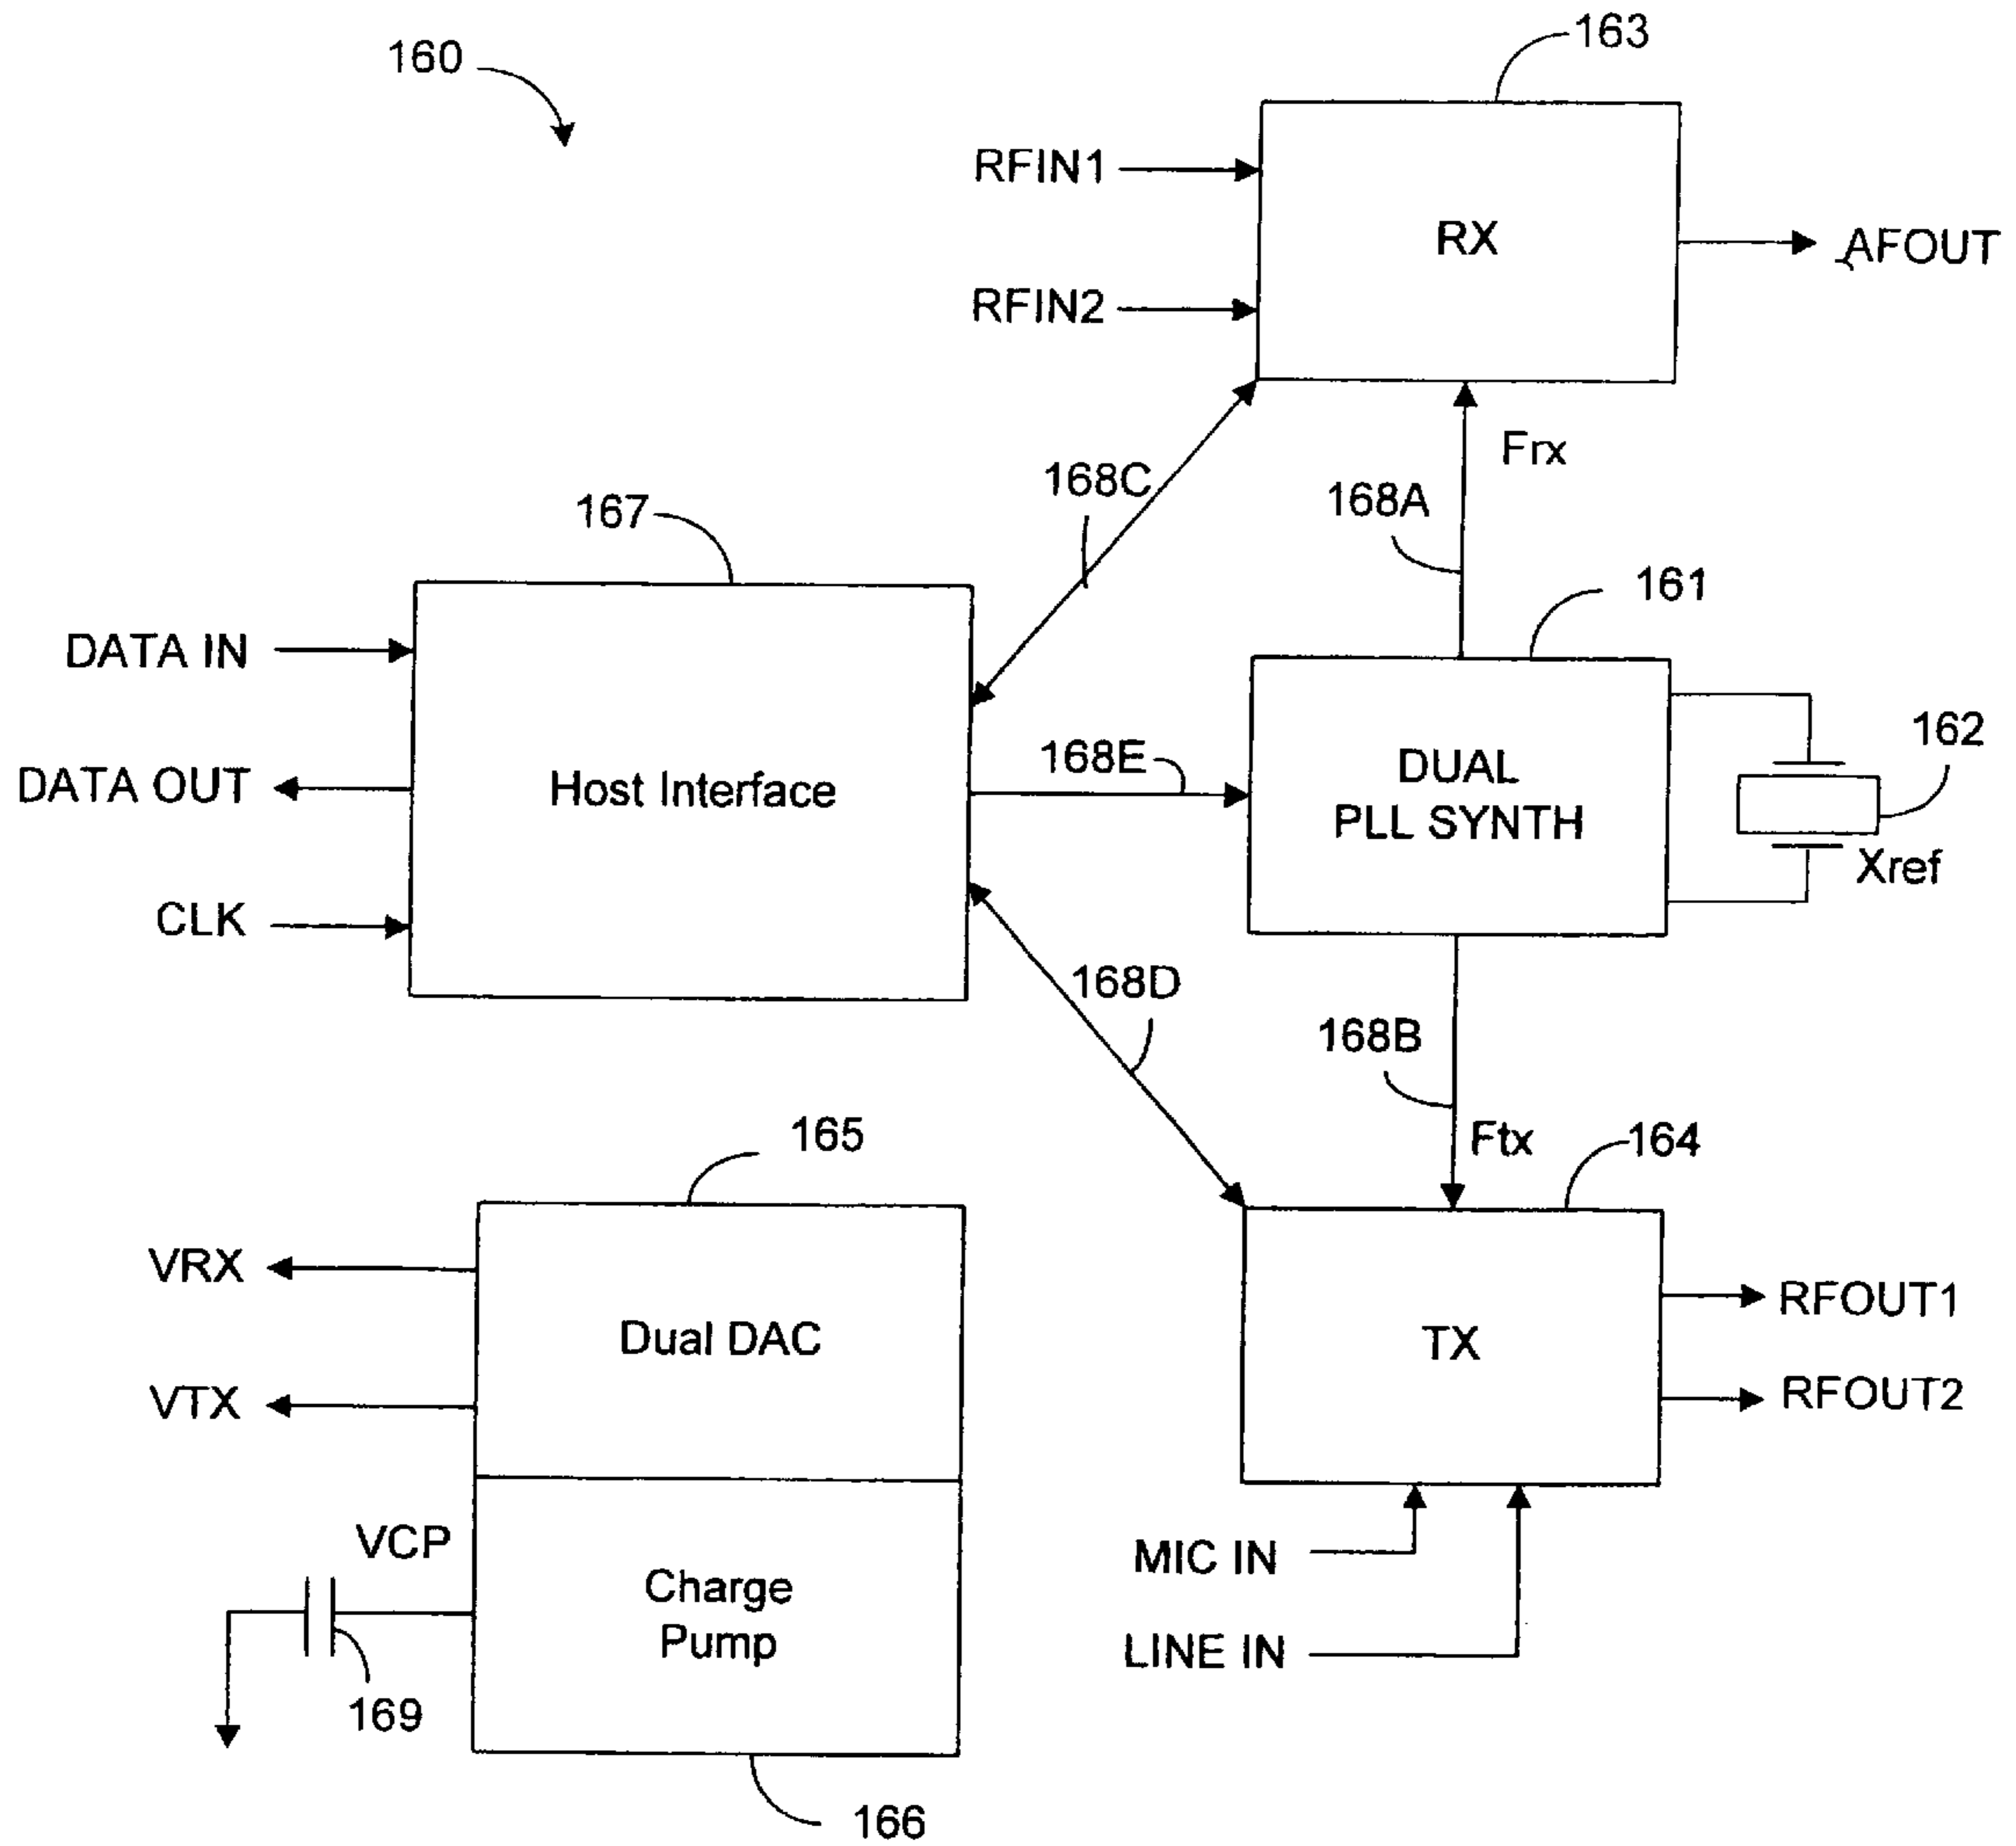 160
163
RFIN1
RX
AFOUT
RFIN2
Frx
168C
168A
167
161
DATA IN
162
168E
DUAL
PLL SYNTH
DATA OUT
Host Interface
Xref
CLK
168D
168B
165
Ftx
164
VRX
RFOUT1
Dual DAC
TX
VTX
RFOUT2
VCP
MIC IN
Charge
Pump
LINE IN
169
166